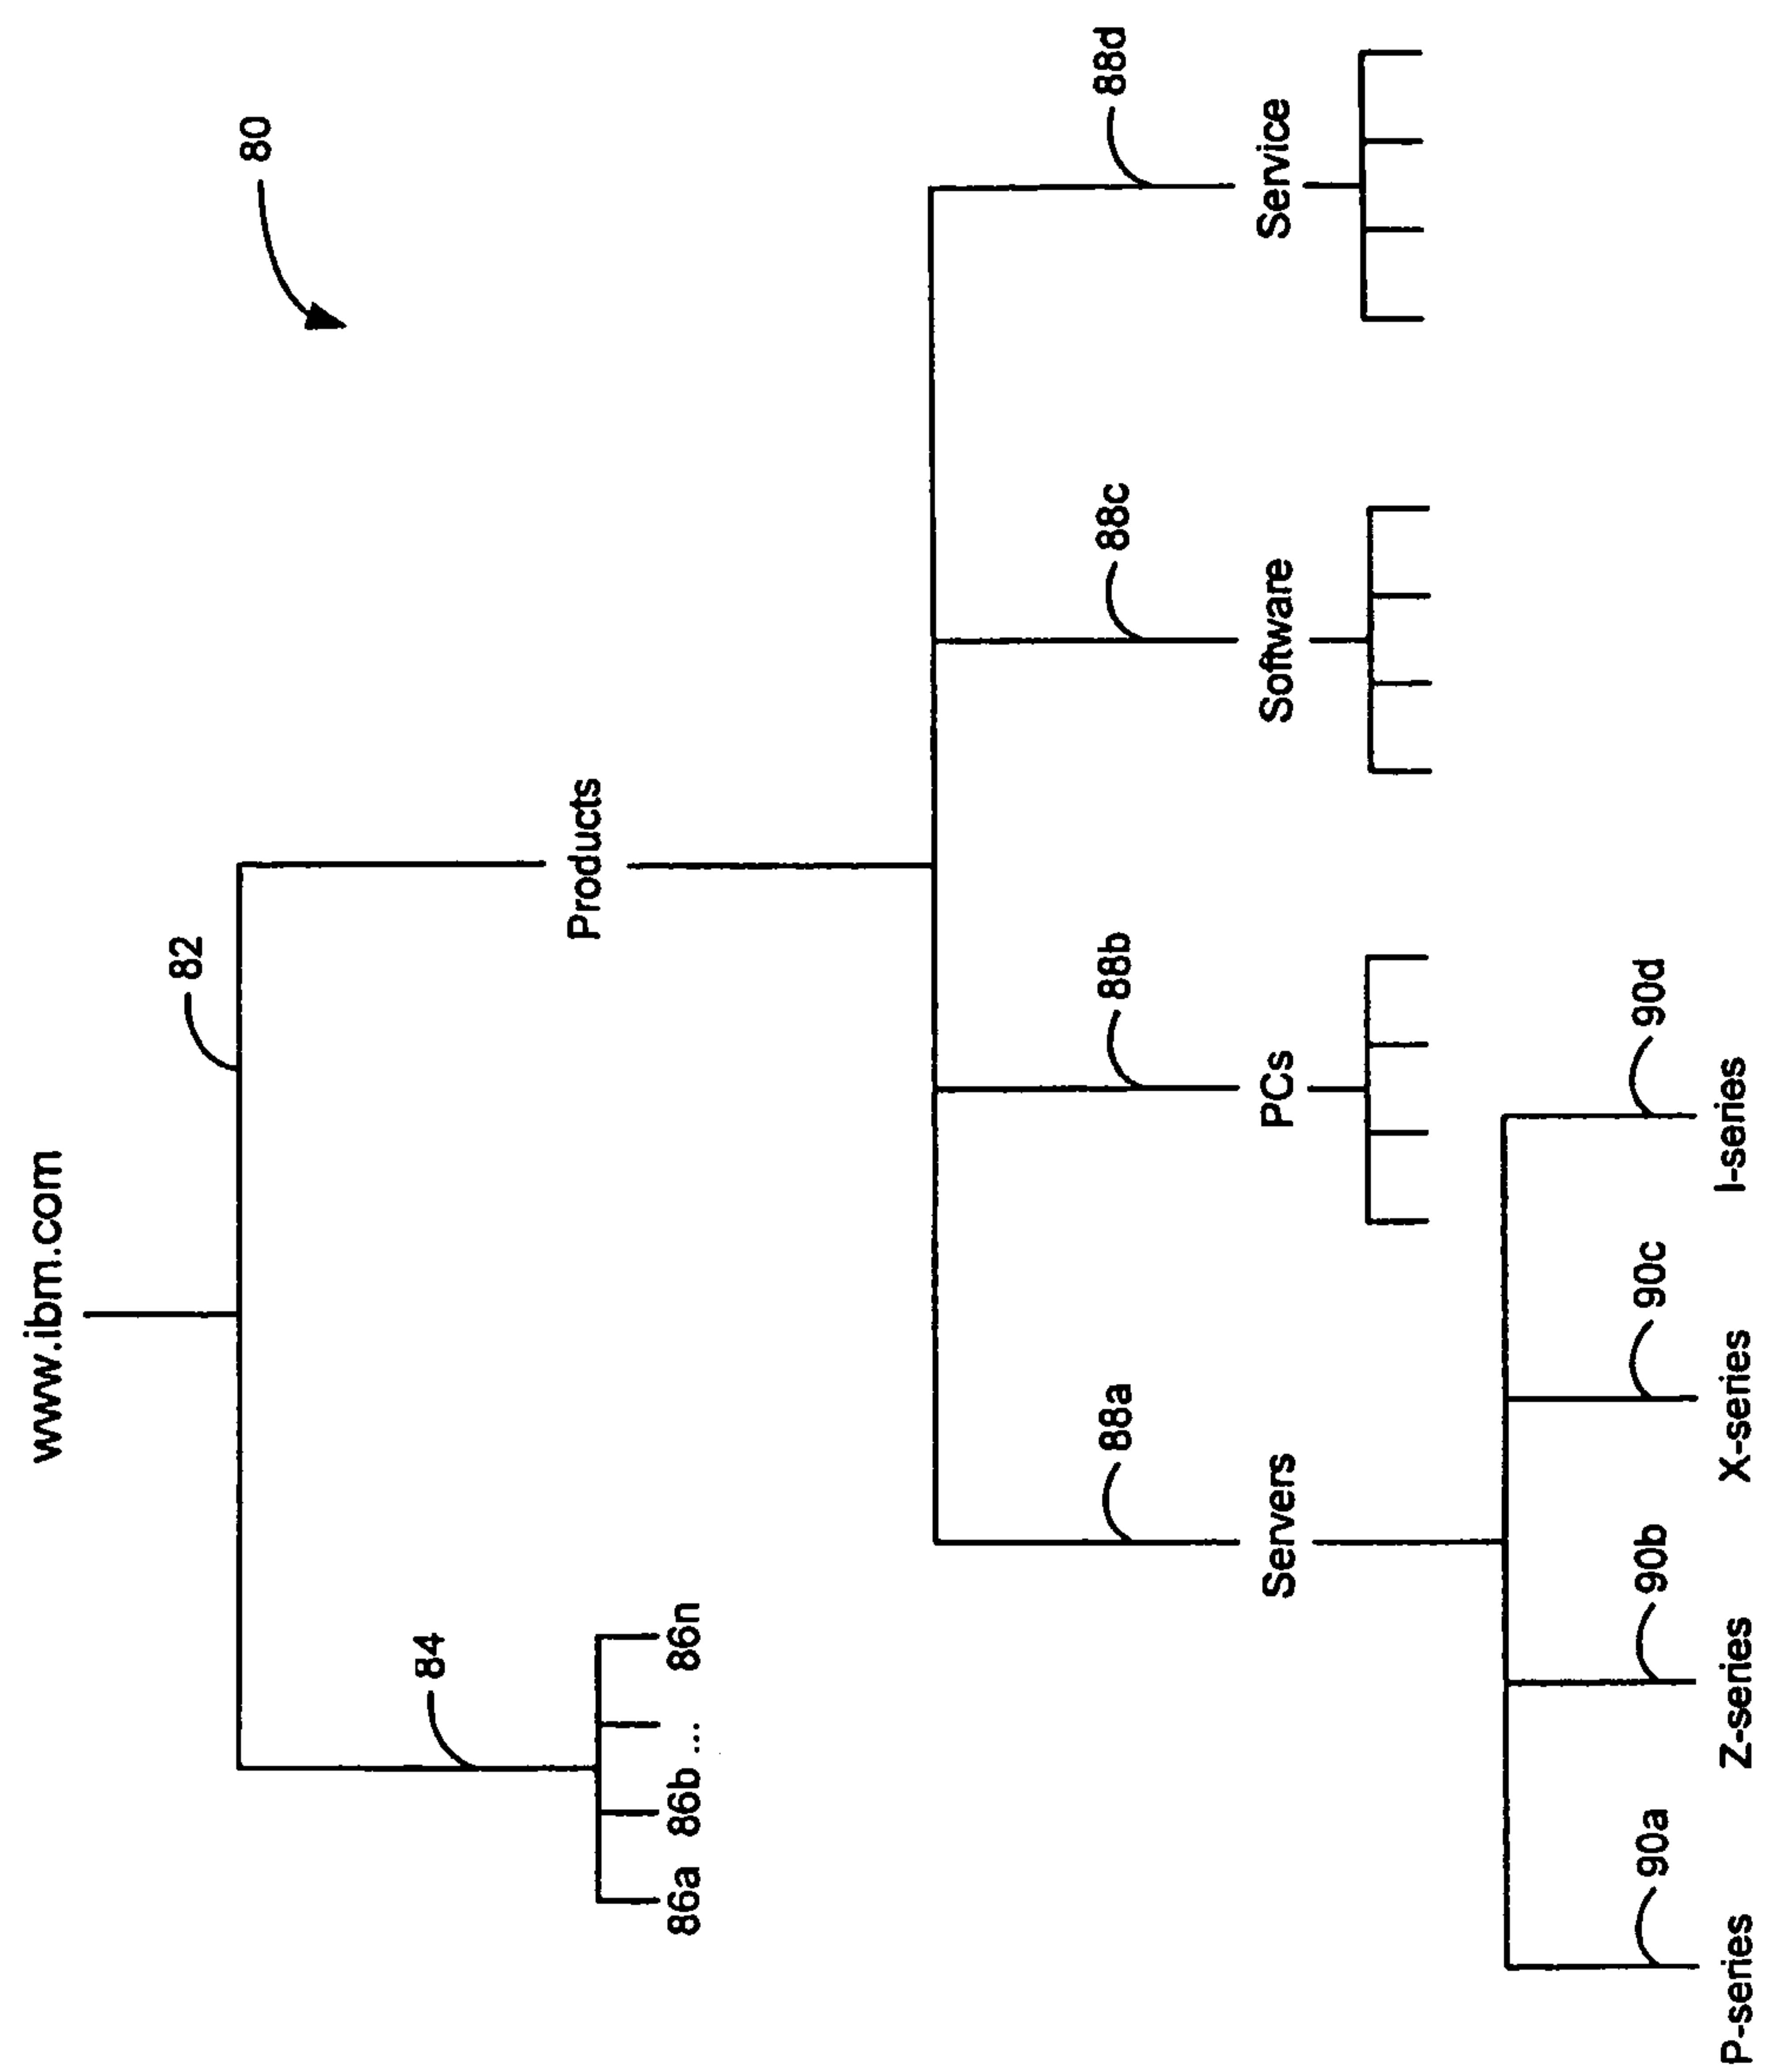 www.ibm.com
80
82
84
86a 86b ... 86n
Products
88a
88b
88c
88d
Servers
PCs
Software
Service
90a
90b
90c
90d
P-series
Z-series
X-series
I-series